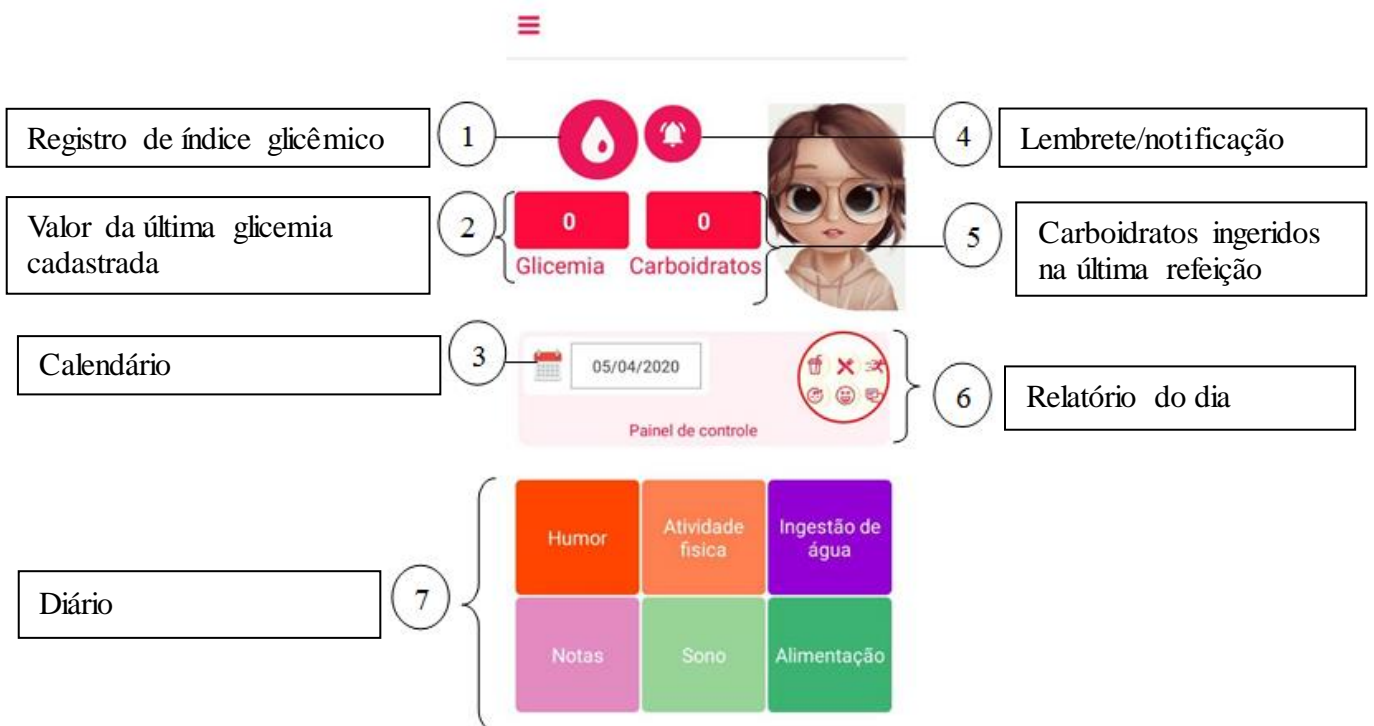 Registro de índice glicêmico
1
4
Lembrete/notificação
Valor da última glicemia
cadastrada
2
0
0
Glicemia
Carboidratos
5
Carboidratos ingeridos
na última refeição
Calendário
3
05/04/2020
Painel de controle
6
Relatório do dia
Diário
7
Humor
Atividade
fisica
Ingestão de
água
Notas
Sono
Alimentação